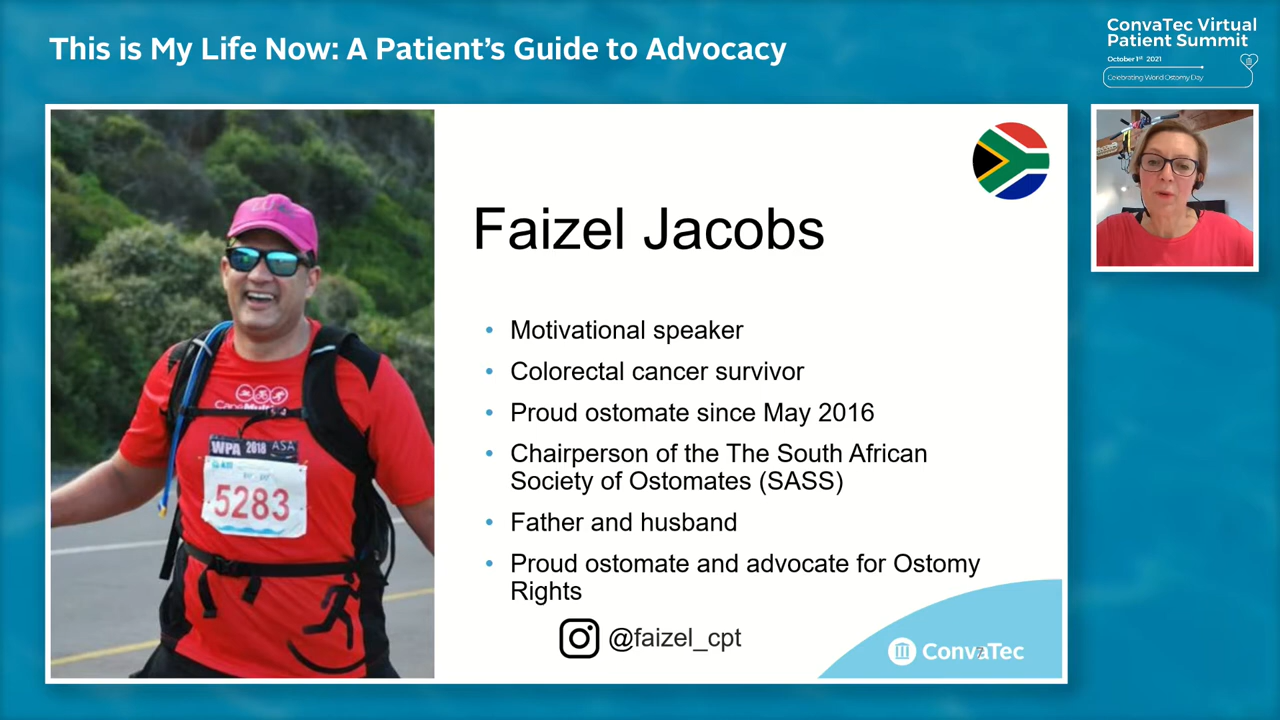 This is My Life Now: A Patient's Guide to Advocacy
ConvaTec Virtual
Patient Summit
October 1st 2021
Celebrating World Ostomy Day
Faizel Jacobs
• Motivational speaker
• Colorectal cancer survivor
• Proud ostomate since May 2016
• Chairperson of the The South African
Society of Ostomates (SASS)
• Father and husband
• Proud ostomate and advocate for Ostomy
Rights
@faizel_cpt
ConvaTec
WPA 2018 ASA
5283